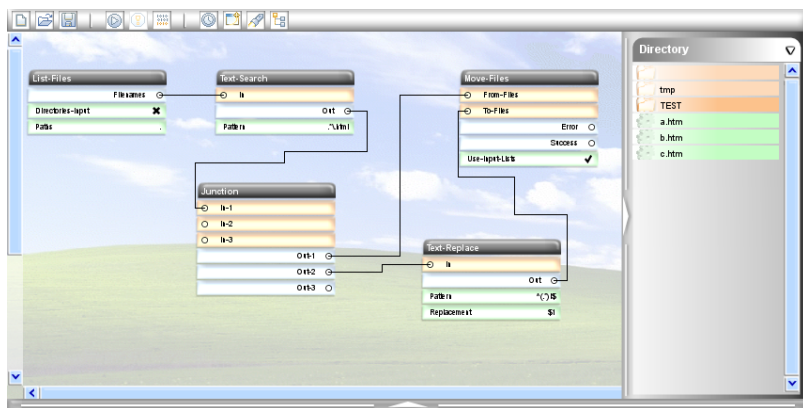 Directory
List-Files
Filenames
Directories-Input
Paths .
Text-Search
In
Out
Pattern .*\.html
Move-Files
From-Files
To-Files
Error
Success
Use-Input-Lists
tmp
TEST
a.htm
b.htm
c.htm
Junction
In-1
In-2
In-3
Out-1
Out-2
Out-3
Text-Replace
In
Out
Pattern
Replacement $1